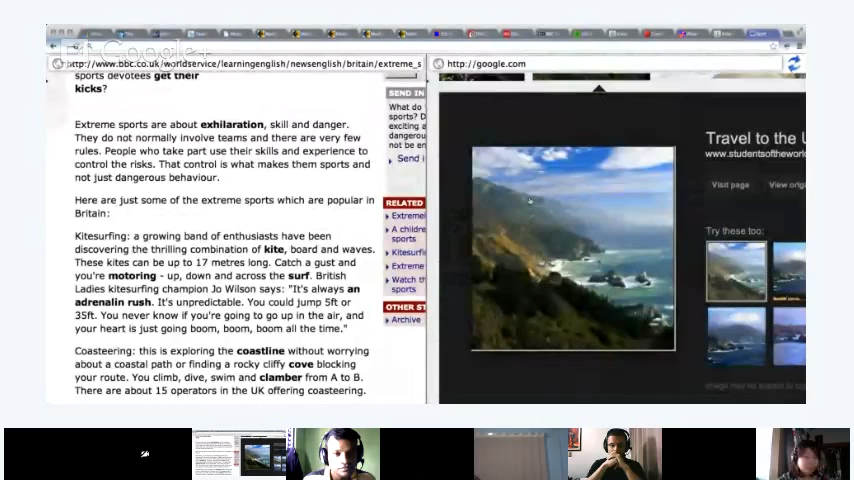 Google+
http://www.bbc.co.uk/worldservice/learningenglish/newsenglish/britain/extreme_s
http://google.com
sports devotees get their
kicks?
Extreme sports are about exhilaration, skill and danger.
They do not normally involve teams and there are very few
rules. People who take part use their skills and experience to
control the risks. That control is what makes them sports and
not just dangerous behaviour.
Here are just some of the extreme sports which are popular in
Britain:
Kitesurfing: a growing band of enthusiasts have been
discovering the thrilling combination of kite, board and waves.
These kites can be up to 17 metres long. Catch a gust and
you're motoring - up, down and across the surf. British
Ladies kitesurfing champion Jo Wilson says: "It's always an
adrenalin rush. It's unpredictable. You could jump 5ft or
35ft. You never know if you're going to go up in the air, and
your heart is just going boom, boom, boom all the time."
Coasteering: this is exploring the coastline without worrying
about a coastal path or finding a rocky cliffy cove blocking
your route. You climb, dive, swim and clamber from A to B.
There are about 15 operators in the UK offering coasteering.
SEND IN
What do
sports? D
exciting a
dangerou
not be en
Send i
RELATED
Extreme
A childre
sports
Kitesurfi
Extreme
Watch th
sports
OTHER ST
Archive
Travel to the U
www.studentsoftheworld
Visit page
View orig
Try these too: